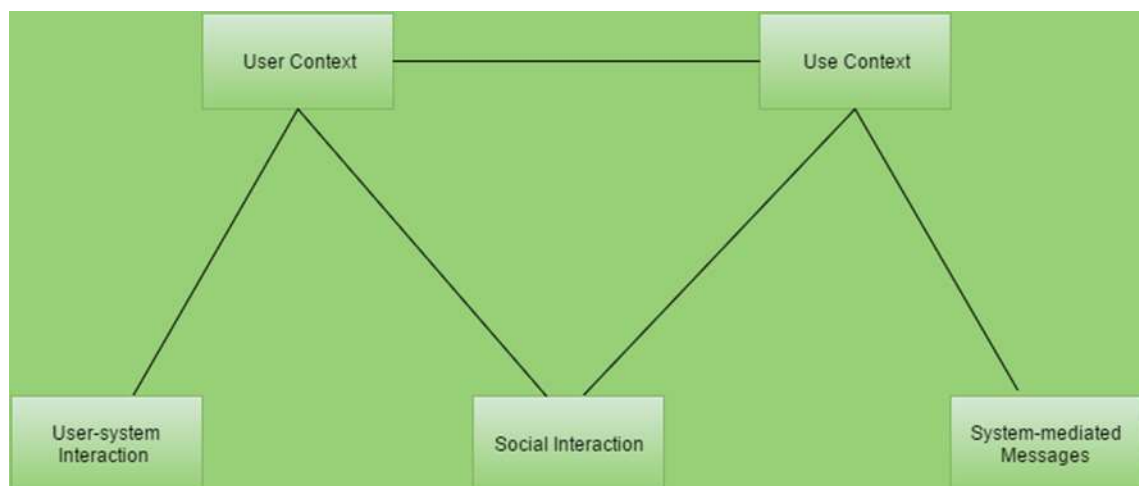 User Context
Use Context
User-system
Interaction
Social Interaction
System-mediated
Messages